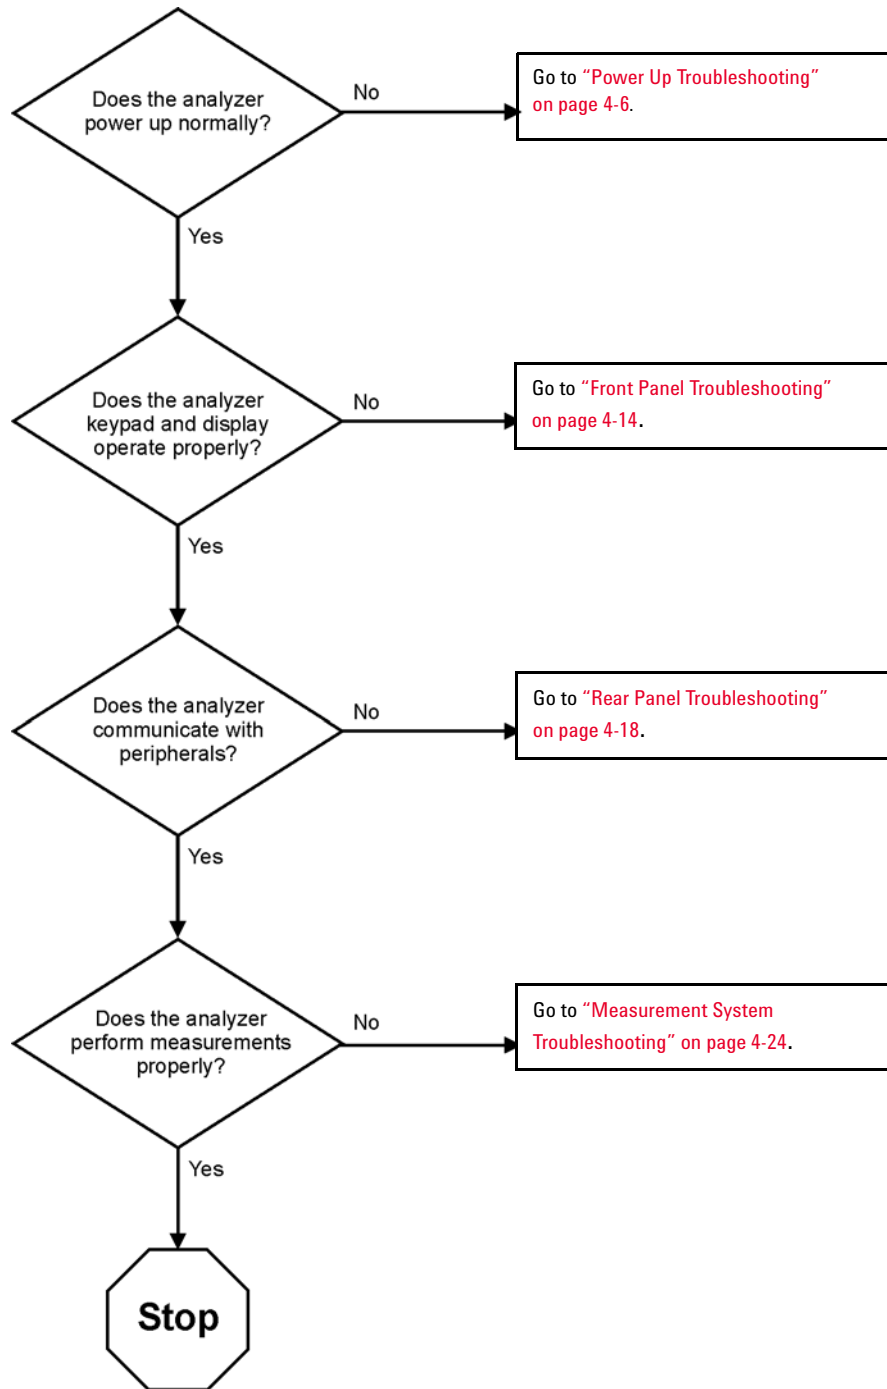 Does the analyzer
power up normally?
No
Go to “Power Up Troubleshooting”
on page 4-6.
Yes
Does the analyzer
keypad and display
operate properly?
No
Go to “Front Panel Troubleshooting”
on page 4-14.
Yes
Does the analyzer
communicate with
peripherals?
No
Go to “Rear Panel Troubleshooting”
on page 4-18.
Yes
Does the analyzer
perform measurements
properly?
No
Go to “Measurement System
Troubleshooting” on page 4-24.
Yes
Stop